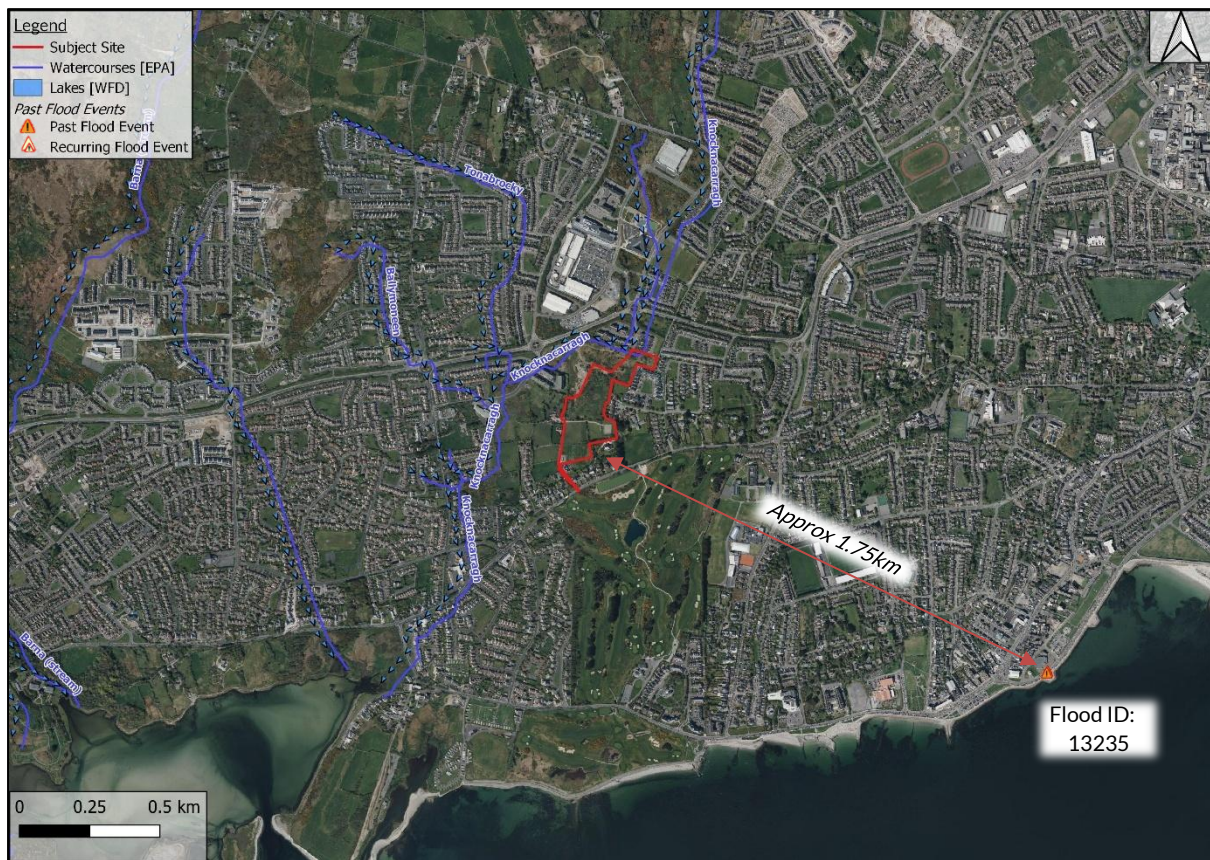 Legend
Subject Site
Watercourses [EPA]
Lakes [WFD]
Past Flood Events
Past Flood Event
Recurring Flood Event
Barna
Tonabrocky
Knocknacarragh
Ballymoneen
Knocknacarragh
Knocknacarragh
Knocknacarragh
Approx 1.75km
Barna (stream)
Flood ID:
13235
0 0.25 0.5 km